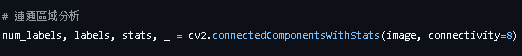 # 連通區域分析
num_labels, labels, stats, _ = cv2.connectedComponentsWithStats(image, connectivity=8)